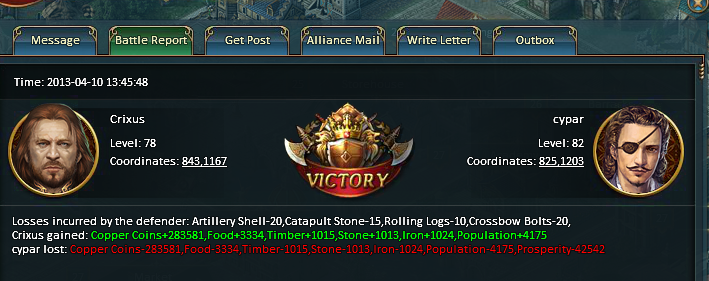 Message
Battle Report
Get Post
Alliance Mail
Write Letter
Outbox
Time: 2013-04-10 13:45:48
Crixus
Level: 78
Coordinates: 843,1167
VICTORY
cypar
Level: 82
Coordinates: 825,1203
Losses incurred by the defender: Artillery Shell-20,Catapult Stone-15,Rolling Logs-10,Crossbow Bolts-20,
Crixus gained: Copper Coins+283581,Food+3334,Timber+1015,Stone+1013,Iron+1024,Population+4175
cypar lost: Copper Coins-283581,Food-3334,Timber-1015,Stone-1013,Iron-1024,Population-4175,Prosperity-42542